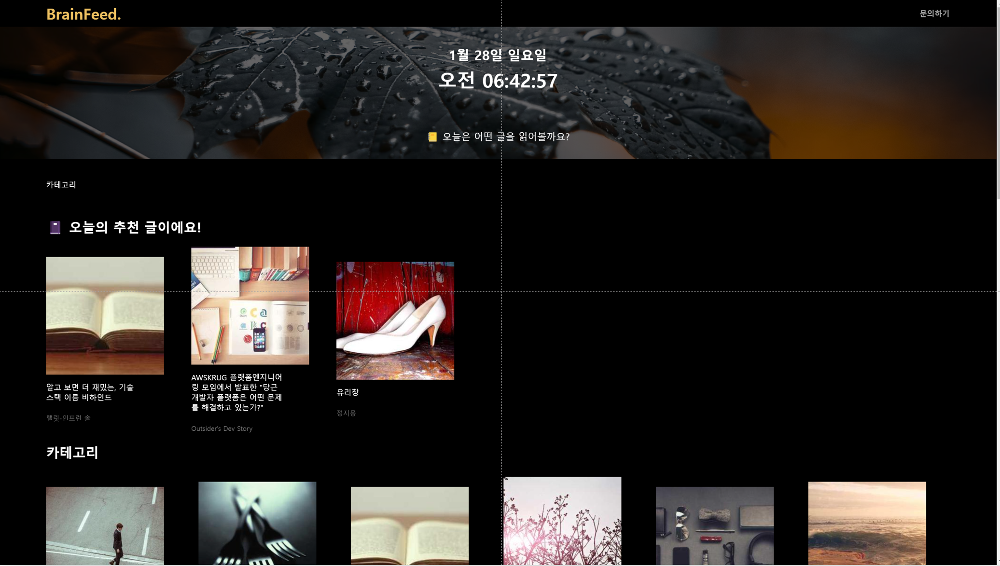 BrainFeed.
문의하기
1월 28일 일요일
오전 06:42:57
오늘은 어떤 글을 읽어볼까요?
카테고리
오늘의 추천 글이에요!
알고 보면 더 재밌는, 기술
스택 이름 비하인드
랠릿-인프런 솔
AWSKRUG 플랫폼엔지니어
링 모임에서 발표한 "당근
개발자 플랫폼은 어떤 문제
를 해결하고 있는가?"
Outsider's Dev Story
유리창
정지용
카테고리